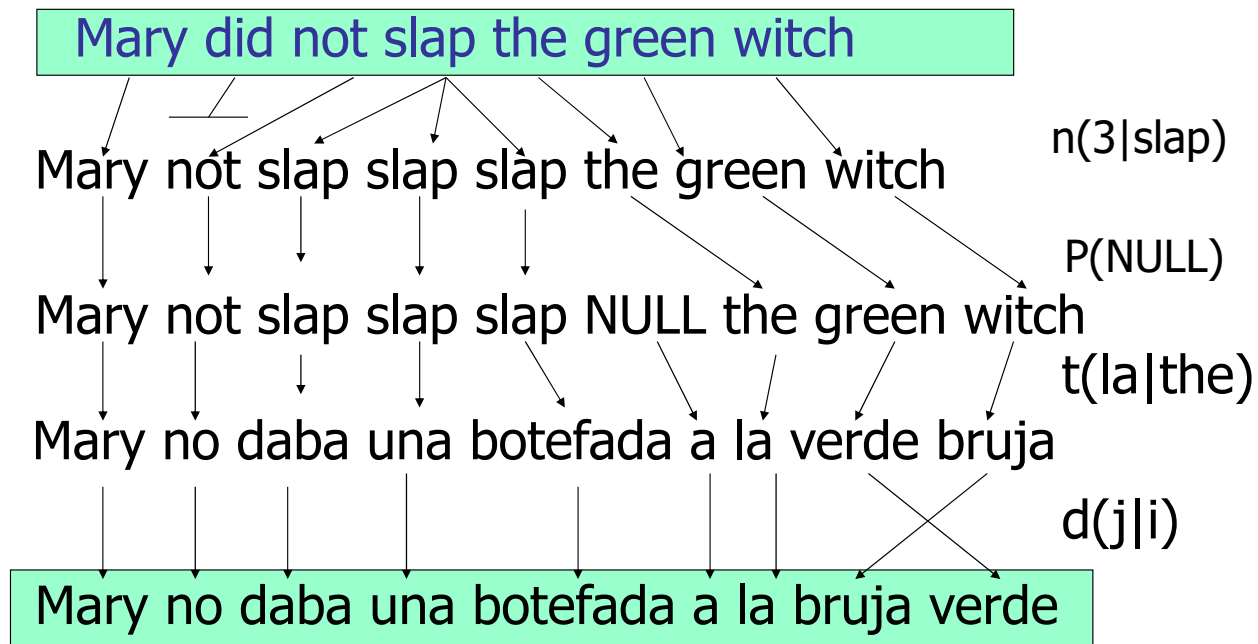 Mary did not slap the green witch
n(3|slap)
Mary not slap slap slap the green witch
P(NULL)
Mary not slap slap slap NULL the green witch
t(la|the)
Mary no daba una botefada a la verde bruja
d(j|i)
Mary no daba una botefada a la bruja verde